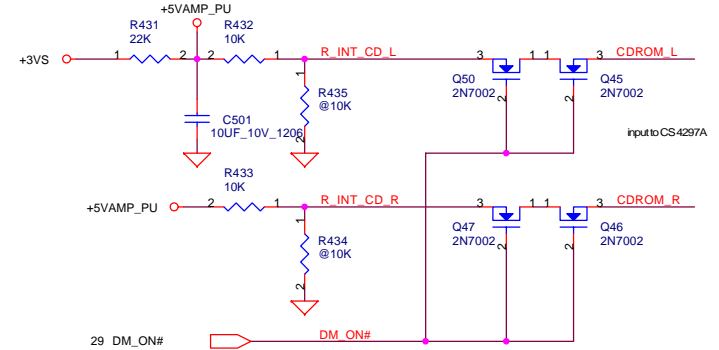 +5VAMP_PU
R431
22K
R432
10K
+3VS
1
2
2
1
R_INT_CD_L
3
1
1
3
CDROM_L
Q50
2N7002
2
Q45
2N7002
2
1
R435
@10K
2
C501
10UF_10V_1206
input to CS4297A
R433
10K
+5VAMP_PU
2
1
R_INT_CD_R
3
1
1
3
CDROM_R
Q47
2N7002
2
Q46
2N7002
2
1
R434
@10K
2
29 DM_ON#
DM_ON#